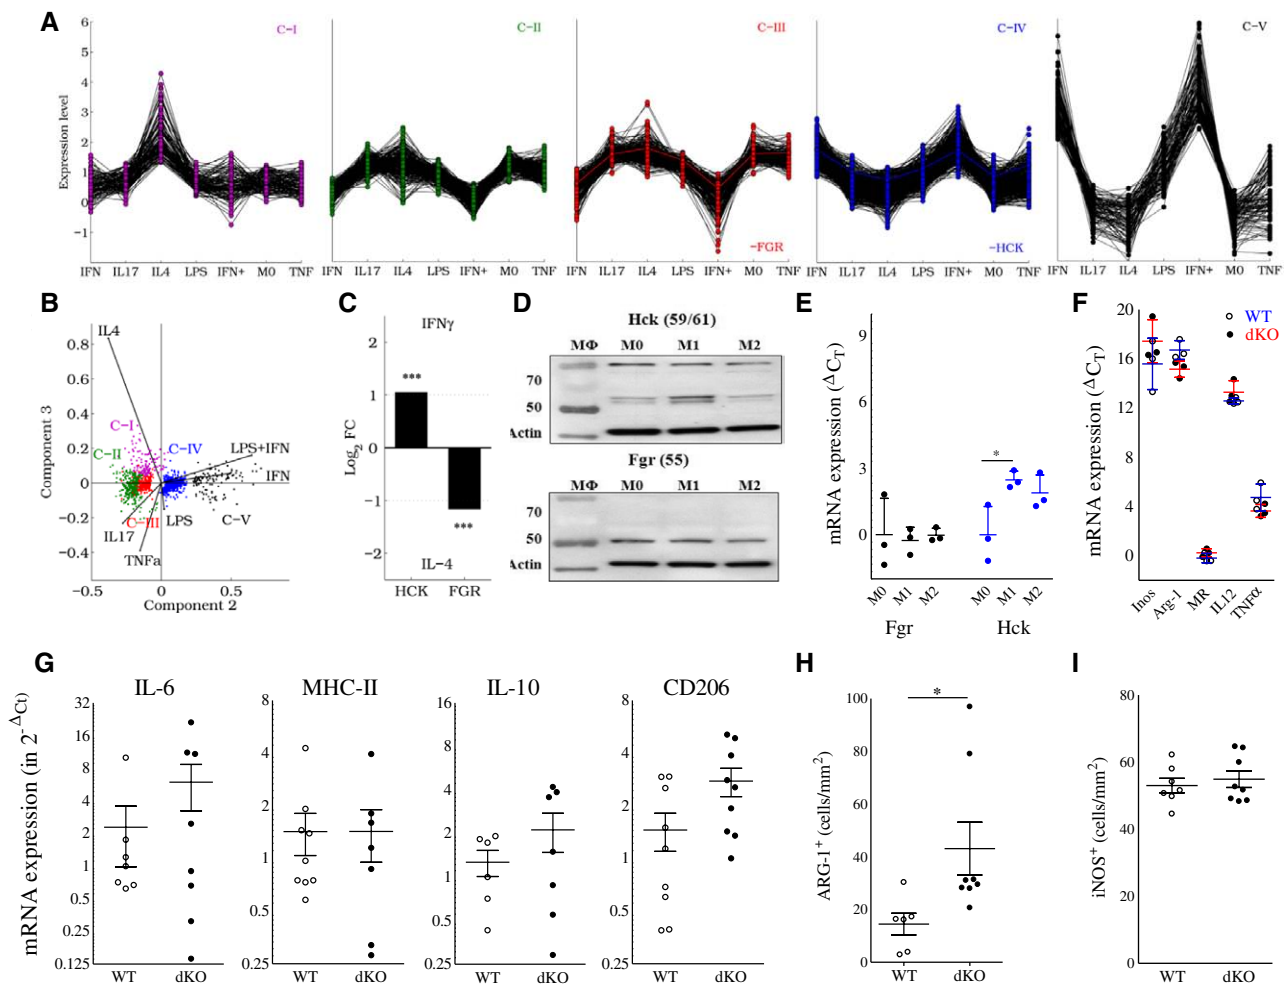 A
C-I
C-II
C-III
C-IV
C-V
Expression level
6
5
4
3
2
1
0
-1
-FGR
-HCK
IFN IL17 IL4 LPS IFN+ M0 TNF
IFN IL17 IL4 LPS IFN+ M0 TNF
IFN IL17 IL4 LPS IFN+ M0 TNF
IFN IL17 IL4 LPS IFN+ M0 TNF
IFN IL17 IL4 LPS IFN+ M0 TNF
B
IL4
C-I
C-II
C-IV
LPS+IFN
IFN
C-III
LPS
C-V
IL17
TNFa
Component 3
0.8
0.6
0.4
0.2
0
-0.2
-0.4
-0.5 0 0.5
Component 2
C
IFNγ
***
***
IL-4
Log2 FC
2
1
0
-1
-2
HCK FGR
D
Hck (59/61)
MΦ M0 M1 M2
70
50
Actin
Fgr (55)
MΦ M0 M1 M2
70
50
Actin
E
mRNA expression (ΔCT)
9
6
3
0
*
M0 M1 M2 M0 M1 M2
Fgr Hck
F
WT
dKO
mRNA expression (ΔCT)
20
16
12
8
4
0
Inos Arg-1 MR IL12 TNFα
G
mRNA expression (in 2-ΔCt)
IL-6
32
16
8
4
2
1
0.5
0.25
0.125
WT dKO
MHC-II
8
4
2
1
0.5
0.25
WT dKO
IL-10
16
8
4
2
1
0.5
0.25
WT dKO
CD206
8
4
2
1
0.5
0.25
WT dKO
H
*
ARG-1+ (cells/mm2)
100
80
60
40
20
0
WT dKO
I
iNOS+ (cells/mm2)
80
60
40
20
0
WT dKO